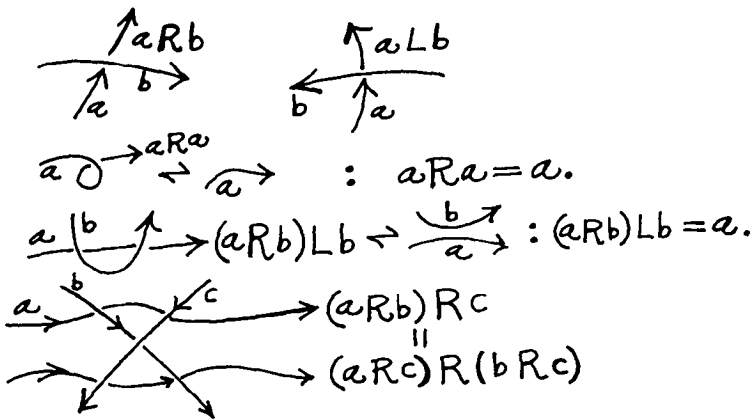 aRb aLb
b b
a a
aRa
a a : aRa = a.
b b
a (aRb)Lb a : (aRb)Lb = a.
b c
a (aRb)Rc
=
(aRc)R(bRc)